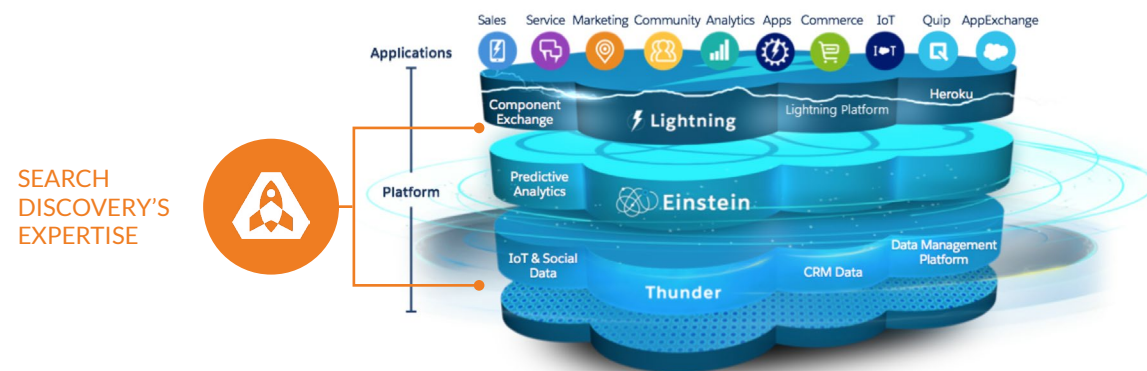 Sales Service Marketing Community Analytics Apps Commerce IoT Quip AppExchange
Applications
I T
Component
Exchange
Lightning
Lightning Platform
Heroku
SEARCH
DISCOVERY'S
EXPERTISE
Platform
Predictive
Analytics
Einstein
IoT & Social
Data
Thunder
CRM Data
Data Management
Platform